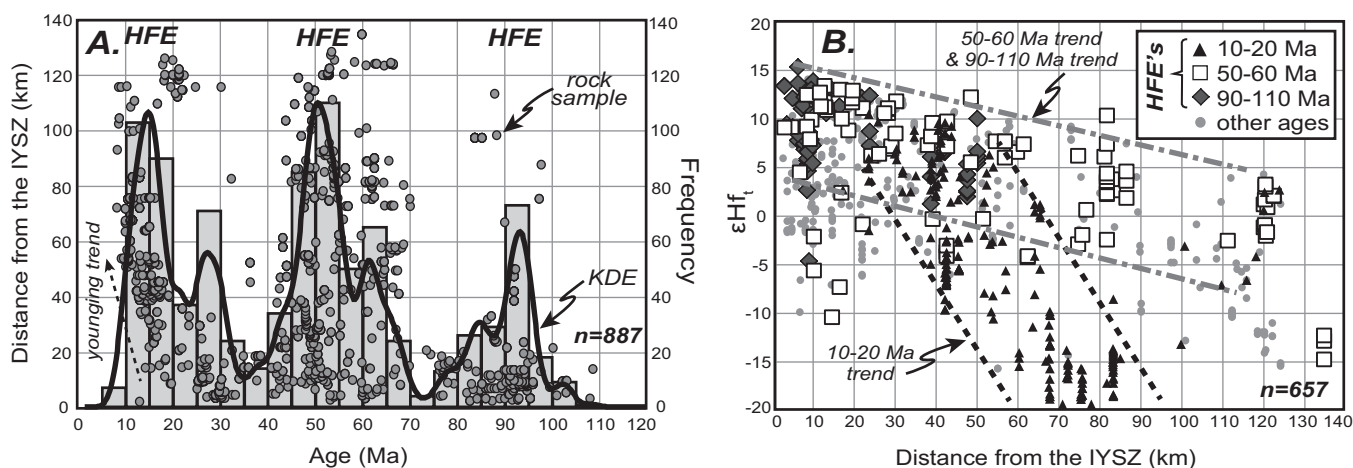 A.
HFE
HFE
HFE
rock
sample
KDE
n=887
younging trend
Distance from the IYSZ (km)
140
120
100
80
60
40
20
0
140
120
100
80
60
40
20
0
Frequency
0 10 20 30 40 50 60 70 80 90 100 110 120
Age (Ma)
B.
50-60 Ma trend
& 90-110 Ma trend
HFE's
10-20 Ma
50-60 Ma
90-110 Ma
other ages
10-20 Ma
trend
n=657
εHft
20
15
10
5
0
-5
-10
-15
-20
0 10 20 30 40 50 60 70 80 90 100 110 120 130 140
Distance from the IYSZ (km)